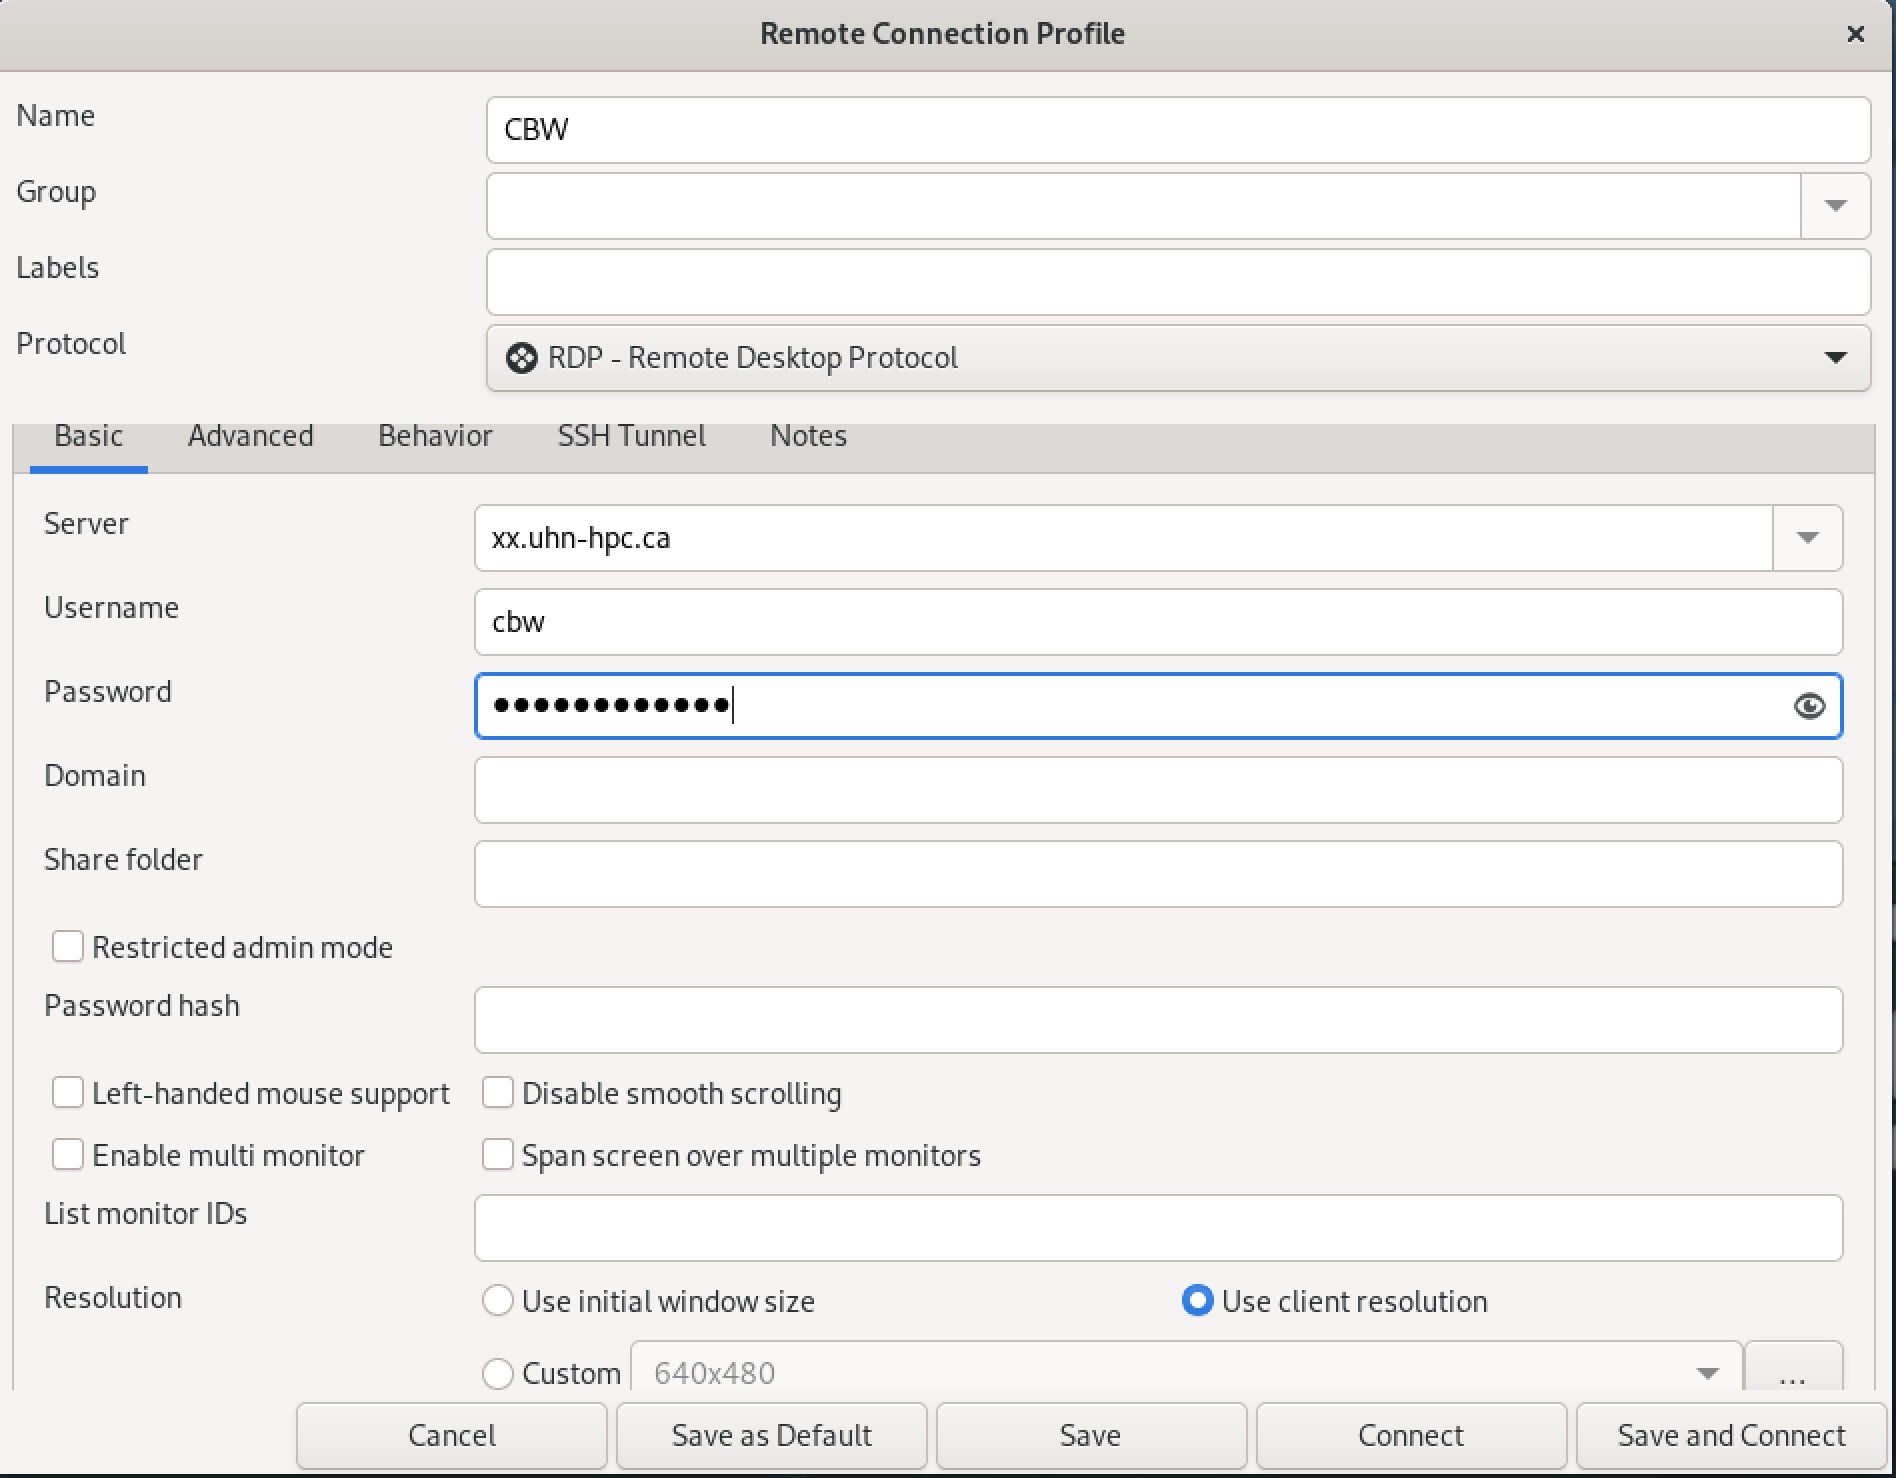 Remote Connection Profile ×
Name CBW
Group
Labels
Protocol RDP - Remote Desktop Protocol
Basic Advanced Behavior SSH Tunnel Notes
Server xx.uhn-hpc.ca
Username cbw
Password ●●●●●●●●●●●●
Domain
Share folder
Restricted admin mode
Password hash
Left-handed mouse support Disable smooth scrolling
Enable multi monitor Span screen over multiple monitors
List monitor IDs
Resolution Use initial window size Use client resolution
Custom 640x480 ...
Cancel Save as Default Save Connect Save and Connect